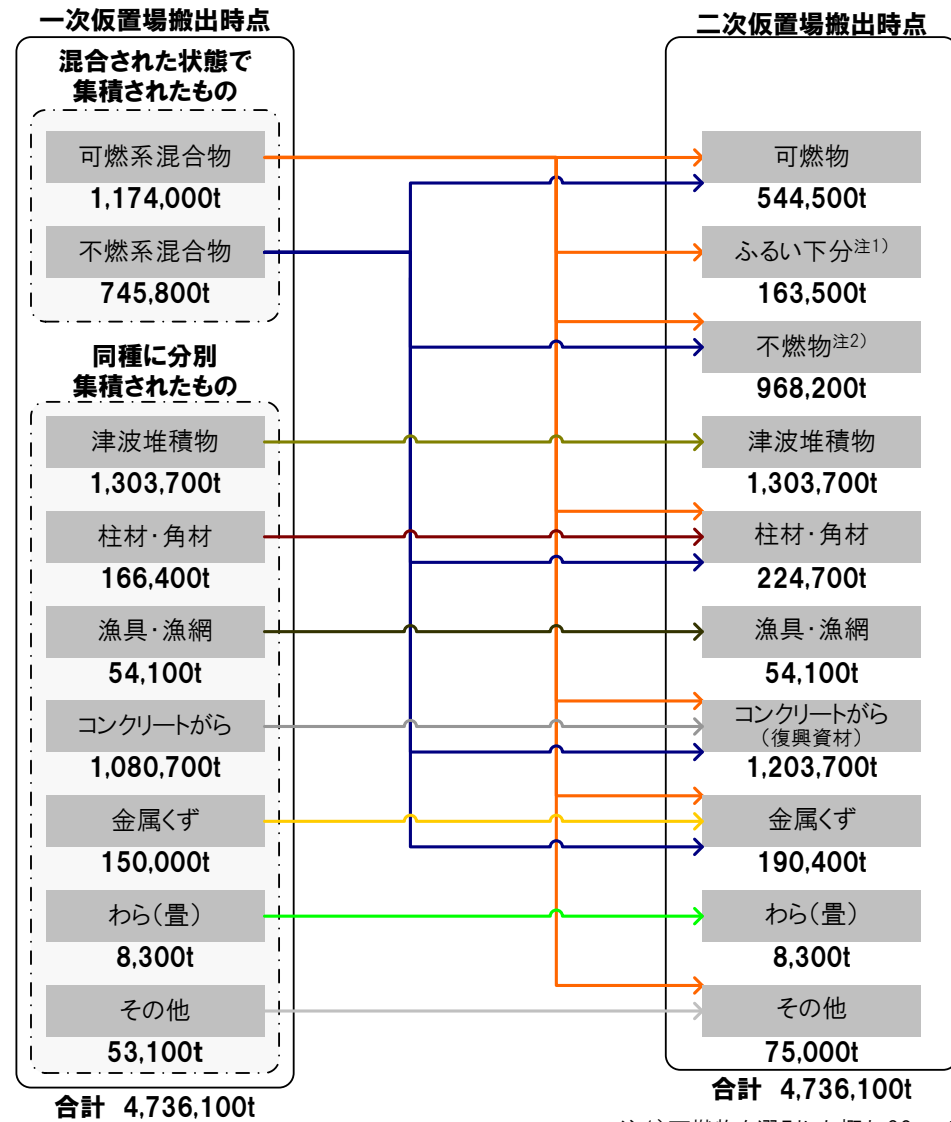 一次仮置場搬出時点
混合された状態で
集積されたもの
可燃系混合物
1,174,000t
不燃系混合物
745,800t
同種に分別
集積されたもの
津波堆積物
1,303,700t
柱材・角材
166,400t
漁具・漁網
54,100t
コンクリートがら
1,080,700t
金属くず
150,000t
わら(畳)
8,300t
その他
53,100t
合計 4,736,100t
二次仮置場搬出時点
可燃物
544,500t
ふるい下分注1)
163,500t
不燃物注2)
968,200t
津波堆積物
1,303,700t
柱材・角材
224,700t
漁具・漁網
54,100t
コンクリートがら
(復興資材)
1,203,700t
金属くず
190,400t
わら(畳)
8,300t
その他
75,000t
合計 4,736,100t